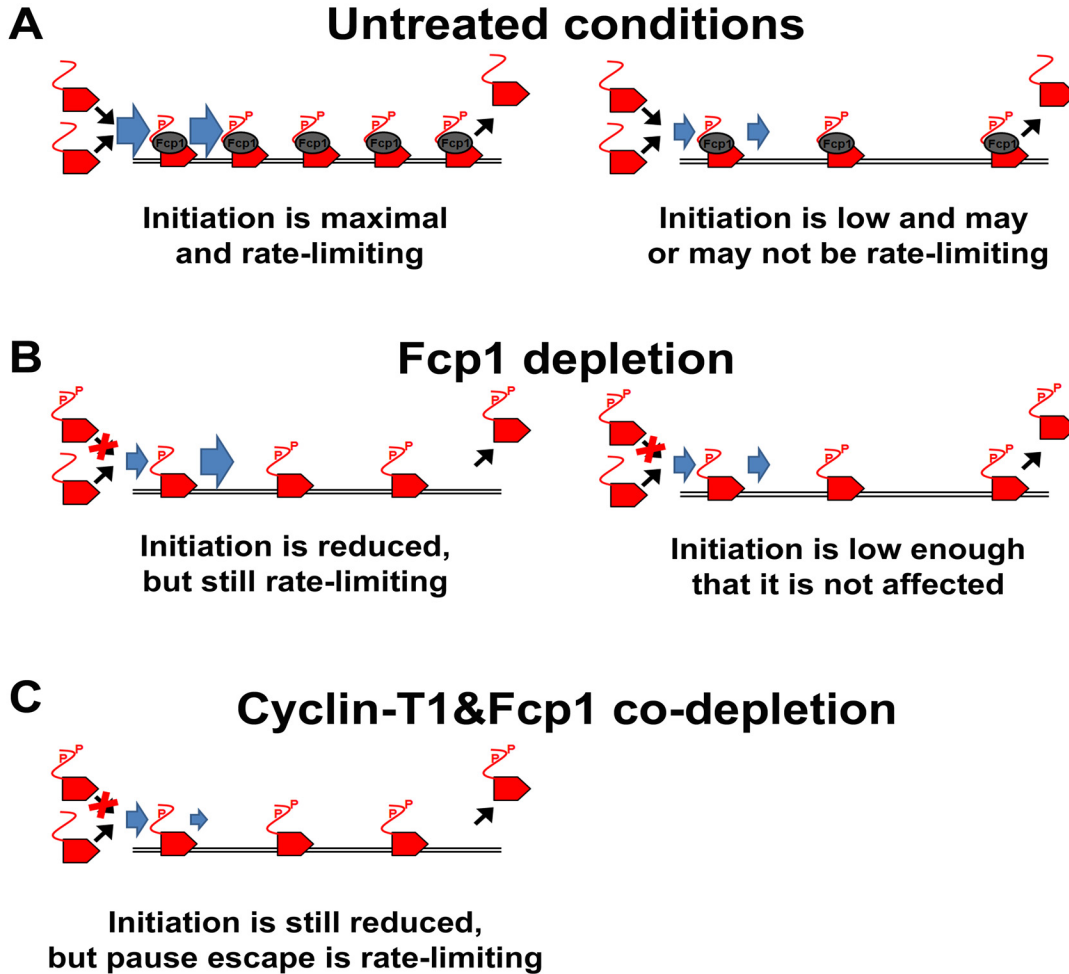 A
Untreated conditions
P P Fcp1
P P Fcp1
P P Fcp1
P P Fcp1
P P Fcp1
P P Fcp1
P P Fcp1
P P Fcp1
Initiation is maximal
and rate-limiting
Initiation is low and may
or may not be rate-limiting
B
Fcp1 depletion
P P
P
P P
P P
P P
P P
P
P P
P P
P P
Initiation is reduced,
but still rate-limiting
Initiation is low enough
that it is not affected
C
Cyclin-T1&Fcp1 co-depletion
P P
P
P P
P P
P P
Initiation is still reduced,
but pause escape is rate-limiting